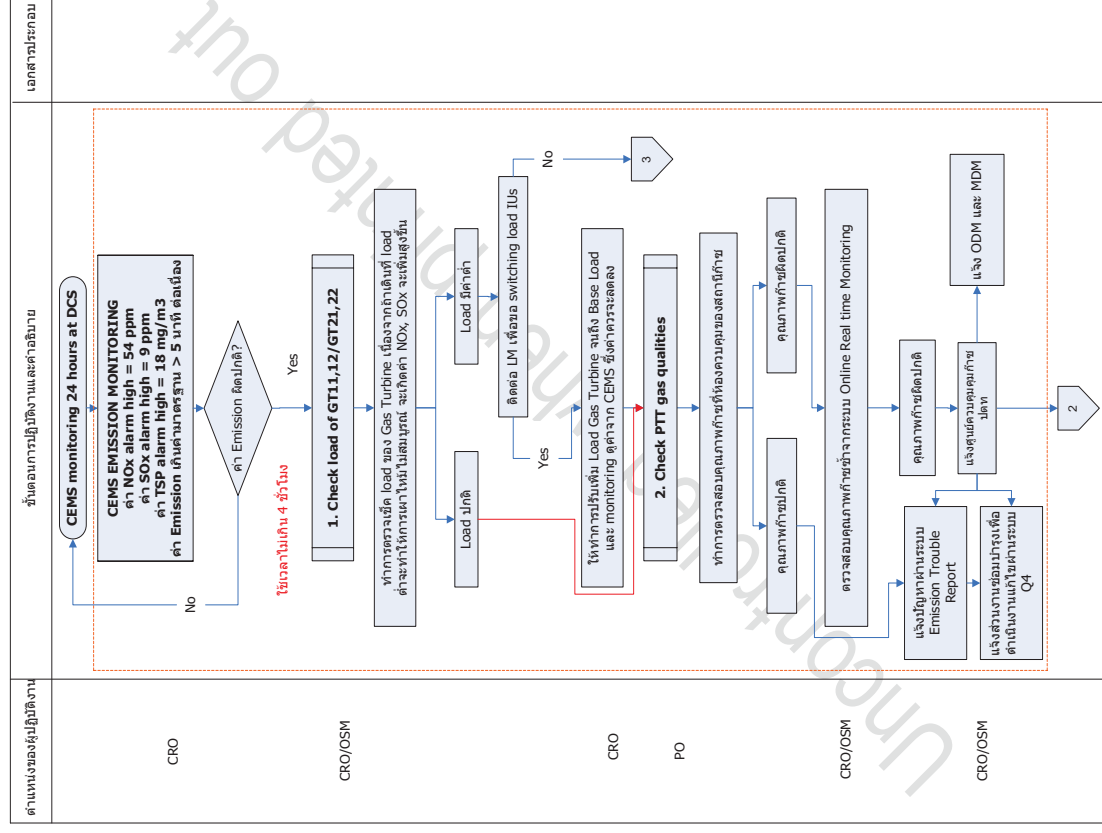 ตำแหน่งของผู้ปฏิบัติงาน
ขั้นตอนการปฏิบัติงานและคำอธิบาย
เอกสารประกอบ
CEMS monitoring 24 hours at DCS
CRO
CEMS EMISSION MONITORING
ค่า NOx alarm high = 54 ppm
ค่า SOx alarm high = 9 ppm
ค่า TSP alarm high = 18 mg/m3
ค่า Emission เกินค่ามาตรฐาน > 5 นาที ต่อเนื่อง
ค่า Emission ผิดปกติ?
No
Yes
ใช้เวลาไม่เกิน 4 ชั่วโมง
CRO/OSM
1. Check load of GT11,12/GT21,22
ทำการตรวจเช็ค load ของ Gas Turbine เนื่องจากถ้าเดินที่ load
ต่ำจะทำให้การเผาไหม้ไม่สมบูรณ์ จะเกิดค่า NOx, SOx จะเพิ่มสูงขึ้น
Load ปกติ
Load มีค่าต่ำ
ติดต่อ LM เพื่อขอ switching load IUs
Yes
No
3
CRO
ให้ทำการปรับเพิ่ม Load Gas Turbine จนถึง Base Load
และ monitoring ดูค่าจาก CEMS ซึ่งค่าควรจะลดลง
PO
2. Check PTT gas qualities
ทำการตรวจสอบคุณภาพก๊าซที่ห้องควบคุมของสถานีก๊าซ
คุณภาพก๊าซปกติ
คุณภาพก๊าซผิดปกติ
CRO/OSM
ตรวจสอบคุณภาพก๊าซซ้ำจากระบบ Online Real time Monitoring
คุณภาพก๊าซผิดปกติ
CRO/OSM
แจ้งปัญหาผ่านระบบ
Emission Trouble
Report
แจ้งศูนย์ควบคุมก๊าซ
ปตท
แจ้ง ODM และ MDM
แจ้งส่วนงานซ่อมบำรุงเพื่อ
ดำเนินงานแก้ไขผ่านระบบ
Q4
2
Uncontrolled when printed out